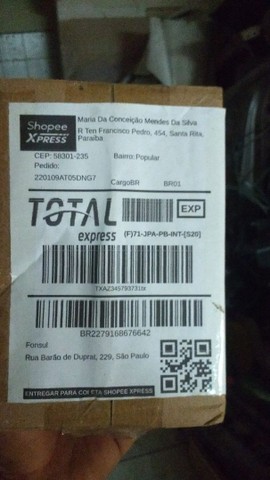 Shopee
XPRESS
Maria Da Conceição Mendes Da Silva
R Ten Francisco Pedro, 454, Santa Rita,
Paraíba
CEP: 58301-235 Bairro:Popular
Pedido:
220109AT05DNG7 CargoBR BR01
TOTAL
express
EXP
(F)71-JPA-PB-INT-[S20]
TXAZ345793731tx
BR2279168676642
Fonsul
Rua Barão de Duprat, 229, São Paulo
ENTREGAR PARA COLETA SHOPEE XPRESS